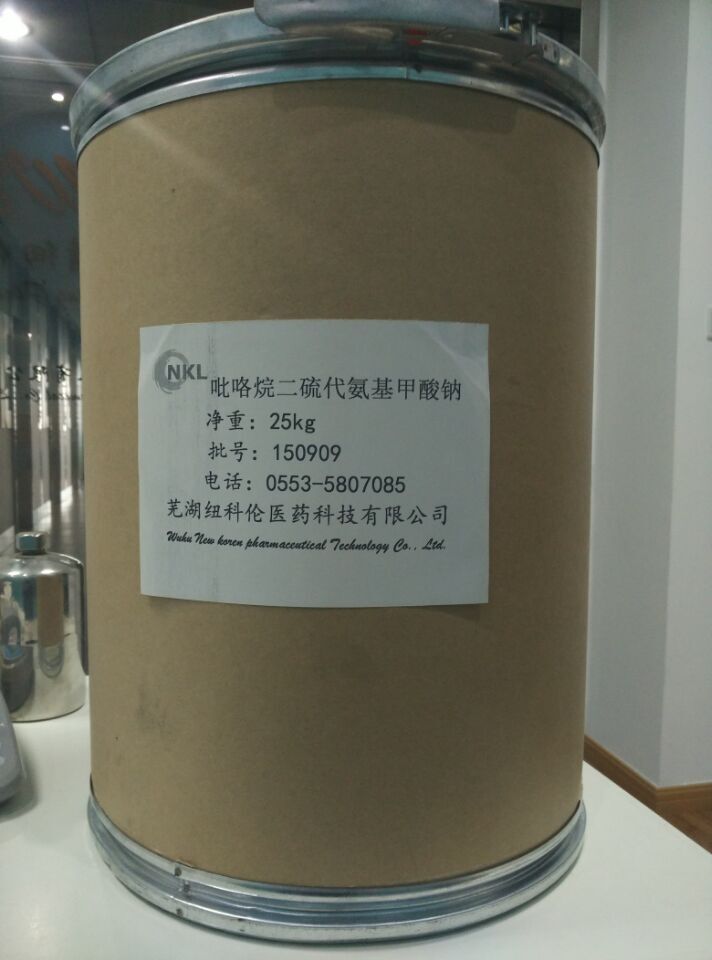 NKL
吡咯烷二硫代氨基甲酸钠
净重：25kg
批号：150909
电话：0553-5807085
芜湖纽科伦医药科技有限公司
Wuhu New koren pharmaceutical Technology Co., Ltd.